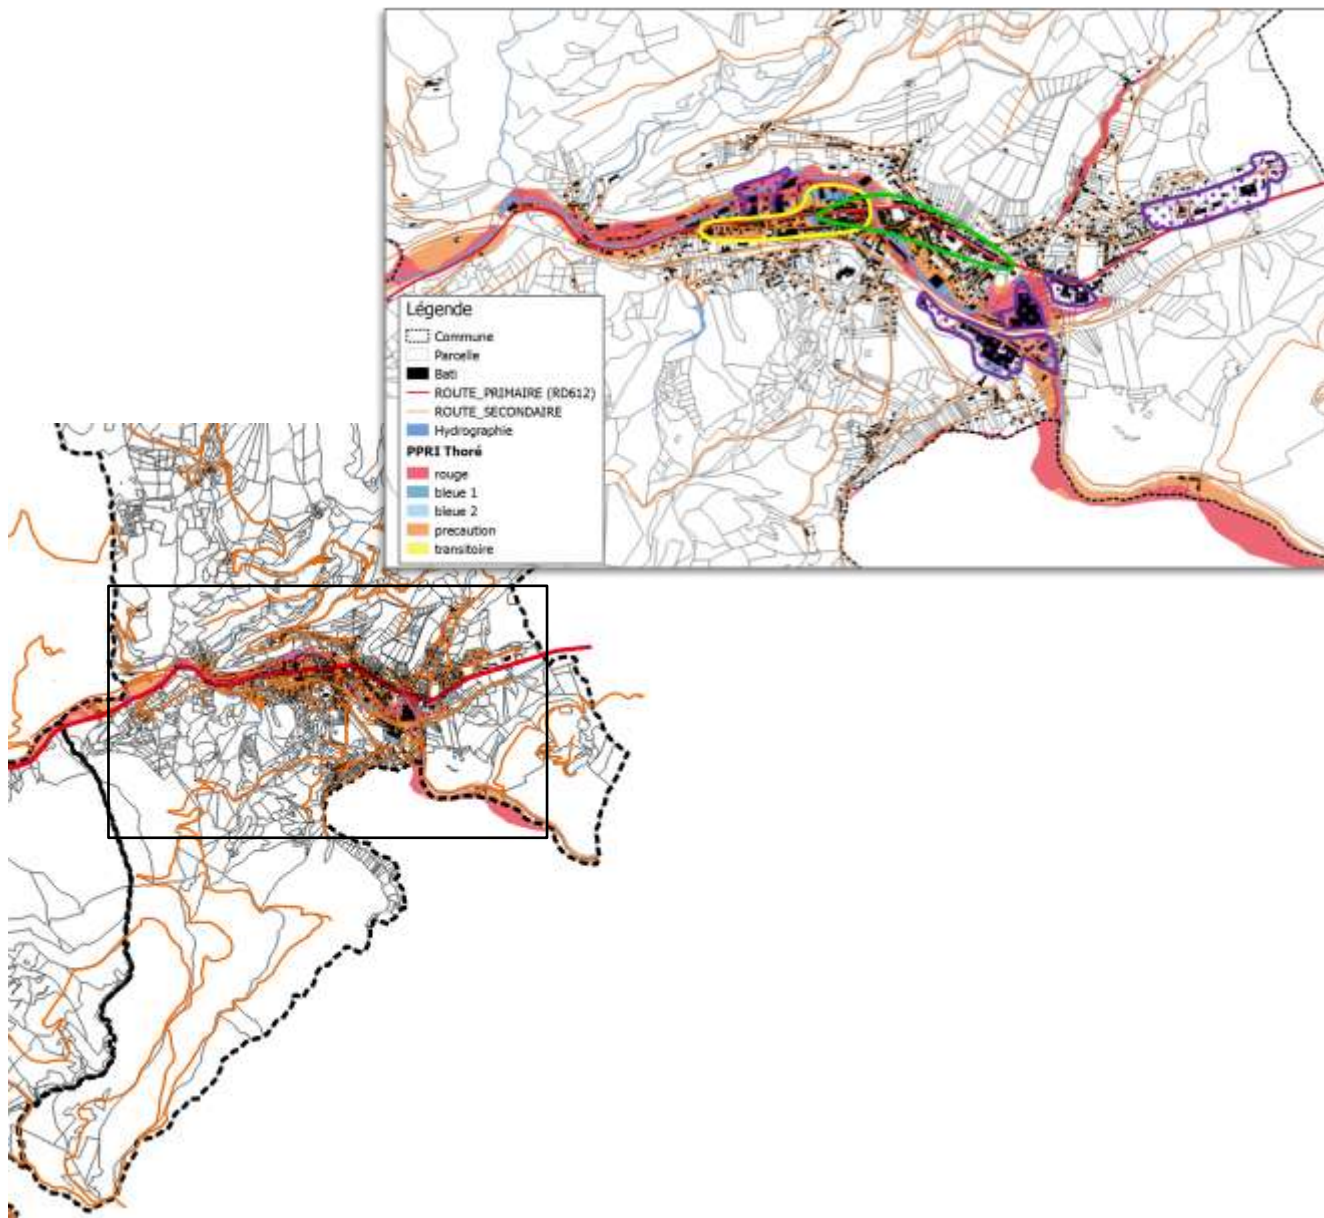 Légende
Commune
Parcelle
Bati
ROUTE_PRIMAIRE (RD612)
ROUTE_SECONDAIRE
Hydrographie
PPRI Thoré
rouge
bleue 1
bleue 2
precaution
transitoire